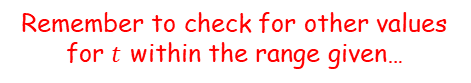 Remember to check for other values
for t within the range given…